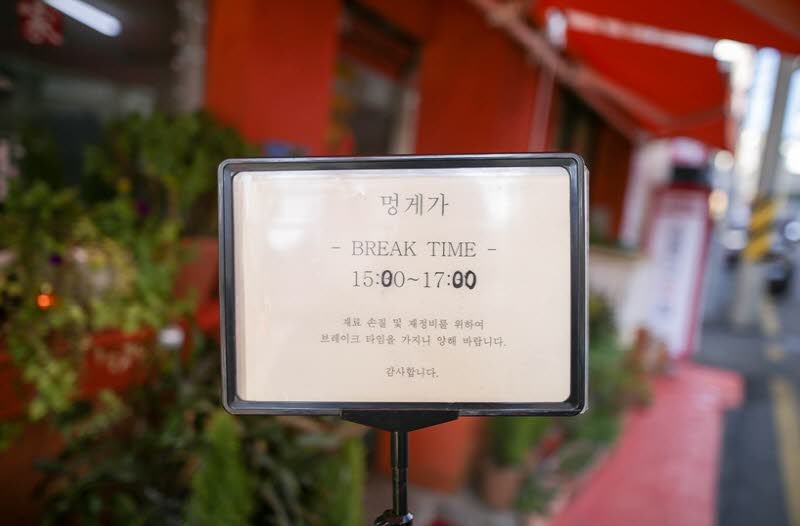 家
멍게가
- BREAK TIME -
15:00~17:00
재료 손질 및 재정비를 위하여
브레이크 타임을 가지니 양해 바랍니다.
감사합니다.